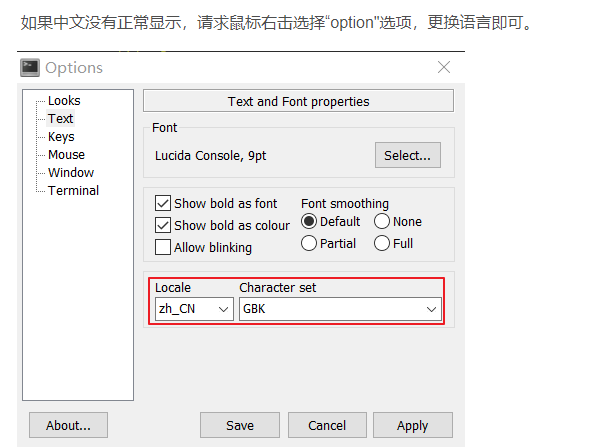 如果中文没有正常显示，请求鼠标右击选择“option"选项，更换语言即可。
Options
Looks
Text
Keys
Mouse
Window
Terminal
Text and Font properties
Font
Lucida Console, 9pt
Select...
Show bold as font
Show bold as colour
Allow blinking
Font smoothing
Default
None
Partial
Full
Locale
Character set
zh_CN
GBK
About...
Save
Cancel
Apply